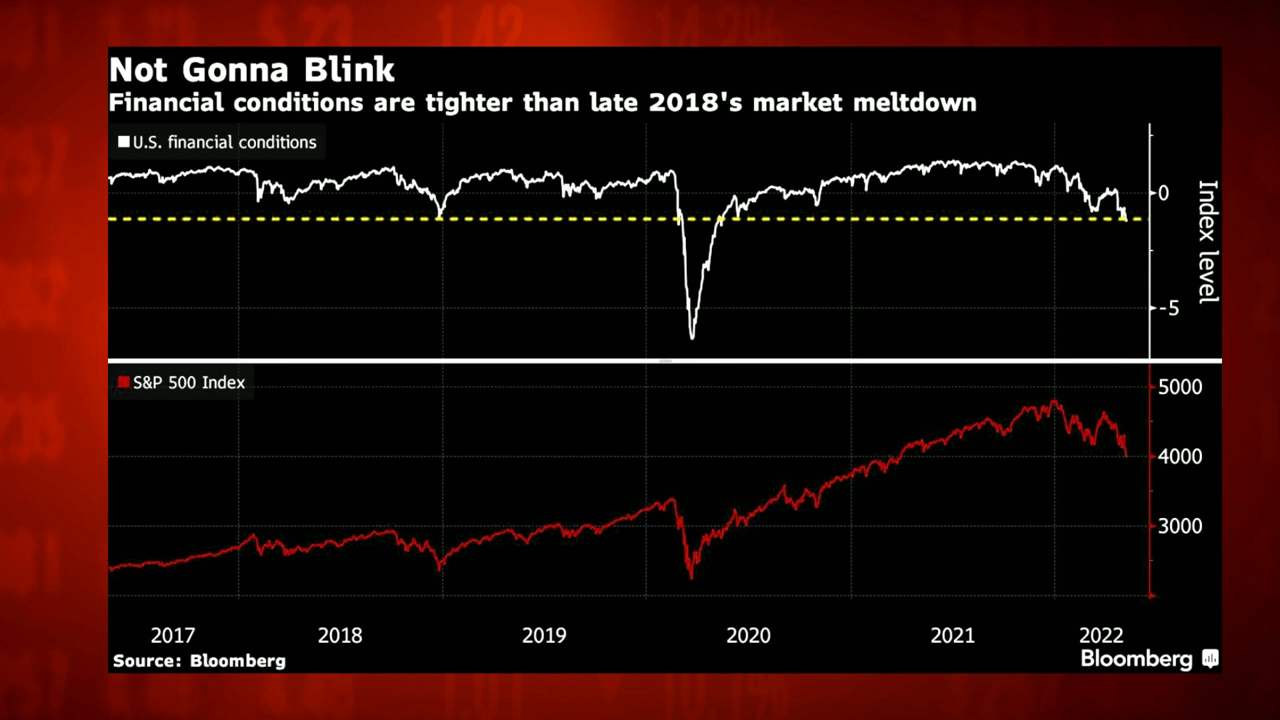 Not Gonna Blink
Financial conditions are tighter than late 2018's market meltdown
U.S. financial conditions
0
-5
Index level
S&P 500 Index
5000
4000
3000
2017 2018 2019 2020 2021 2022
Source: Bloomberg
Bloomberg